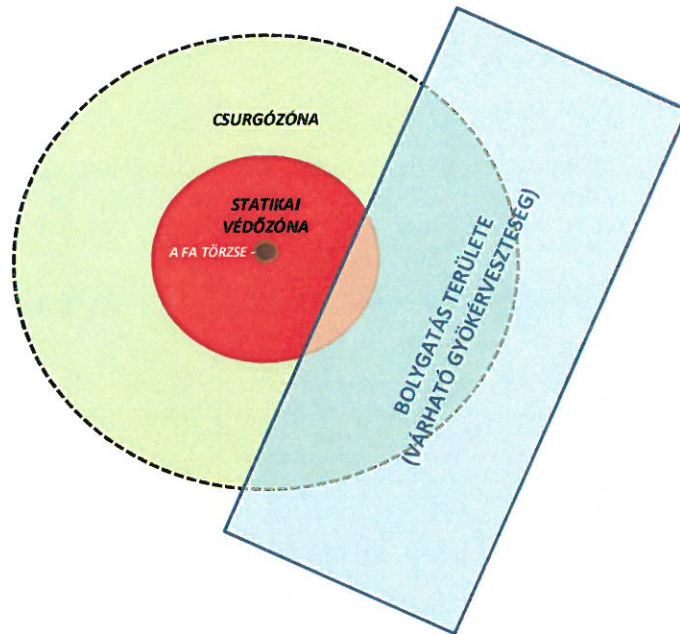 CSURGÓZÓNA
STATIKAI
VÉDŐZÓNA
A FA TÖRZSE -
BOLYGATÁS TERÜLETE
(VÁRHATÓ GYÖKÉRVESZTESÉG)